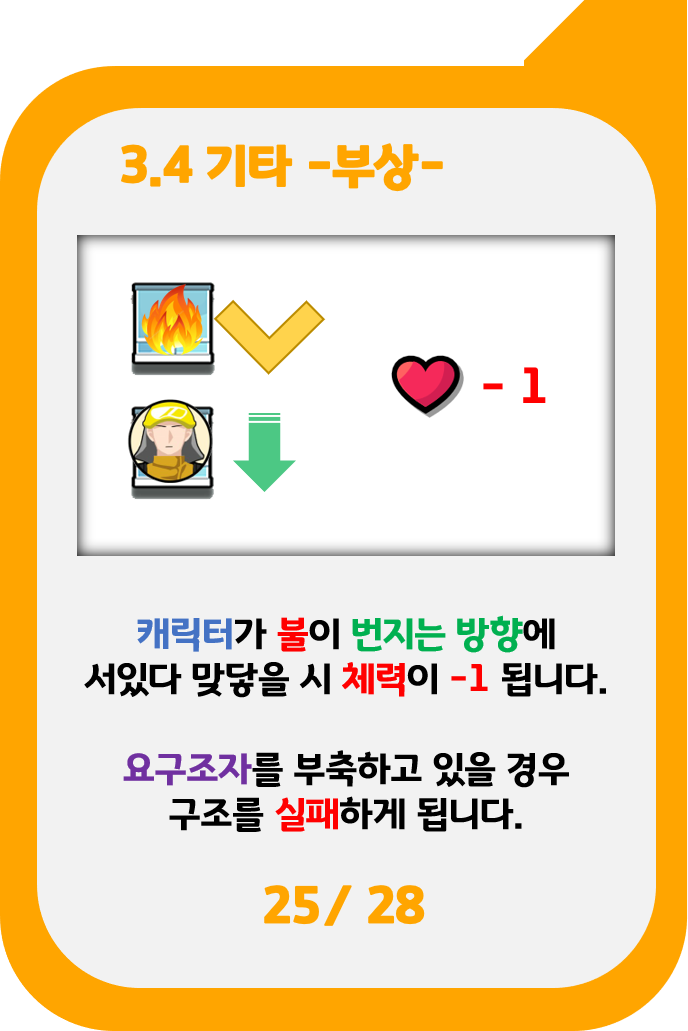 3.4 기타 -부상-
- 1
캐릭터가 불이 번지는 방향에
서있다 맞닿을 시 체력이 -1 됩니다.
요구조자를 부축하고 있을 경우
구조를 실패하게 됩니다.
25/ 28